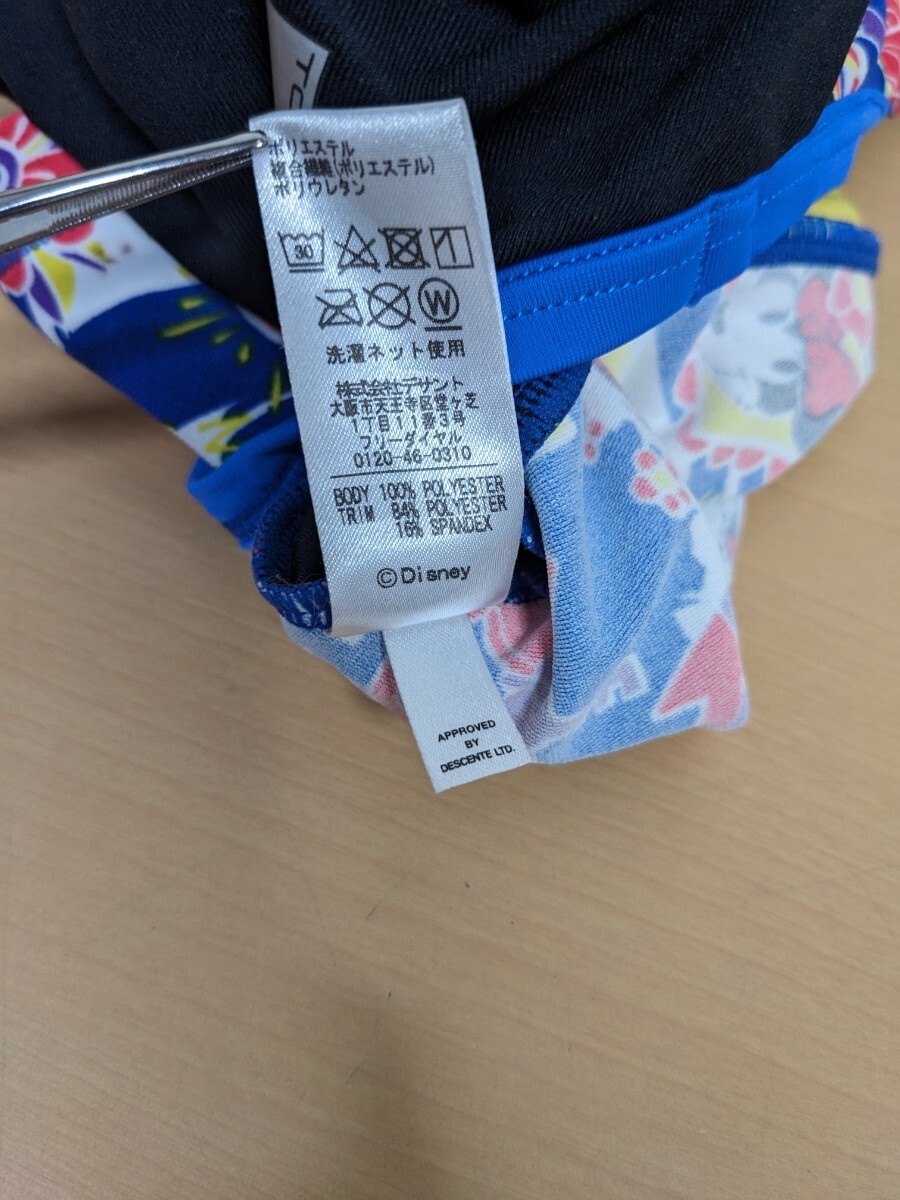 TO
ポリエステル
複合繊維(ポリエステル)
ポリウレタン
30
W
洗濯ネット使用
株式会社デサント
大阪市天王寺区堂ヶ芝
1丁目11番3号
フリーダイヤル
0120-46-0310
BODY 100% POLYESTER
TRIM 84% POLYESTER
16% SPANDEX
©Disney
APPROVED
BY
DESCENTE LTD.